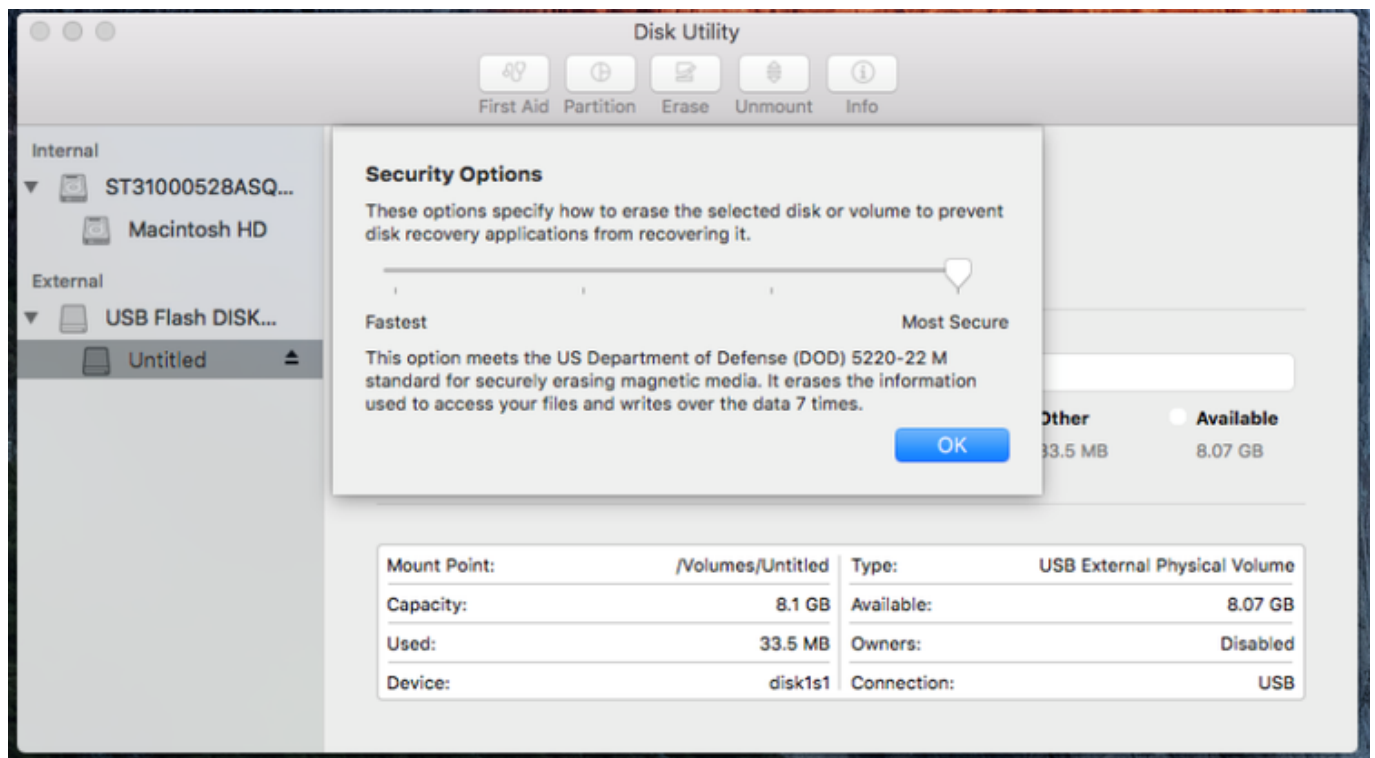 Disk Utility
First Aid Partition Erase Unmount Info
Internal
ST31000528ASQ...
Macintosh HD
External
USB Flash DISK...
Untitled
Security Options
These options specify how to erase the selected disk or volume to prevent
disk recovery applications from recovering it.
Fastest Most Secure
This option meets the US Department of Defense (DOD) 5220-22 M
standard for securely erasing magnetic media. It erases the information
used to access your files and writes over the data 7 times.
OK
Other Available
33.5 MB 8.07 GB
Mount Point: /Volumes/Untitled Type: USB External Physical Volume
Capacity: 8.1 GB Available: 8.07 GB
Used: 33.5 MB Owners: Disabled
Device: disk1s1 Connection: USB